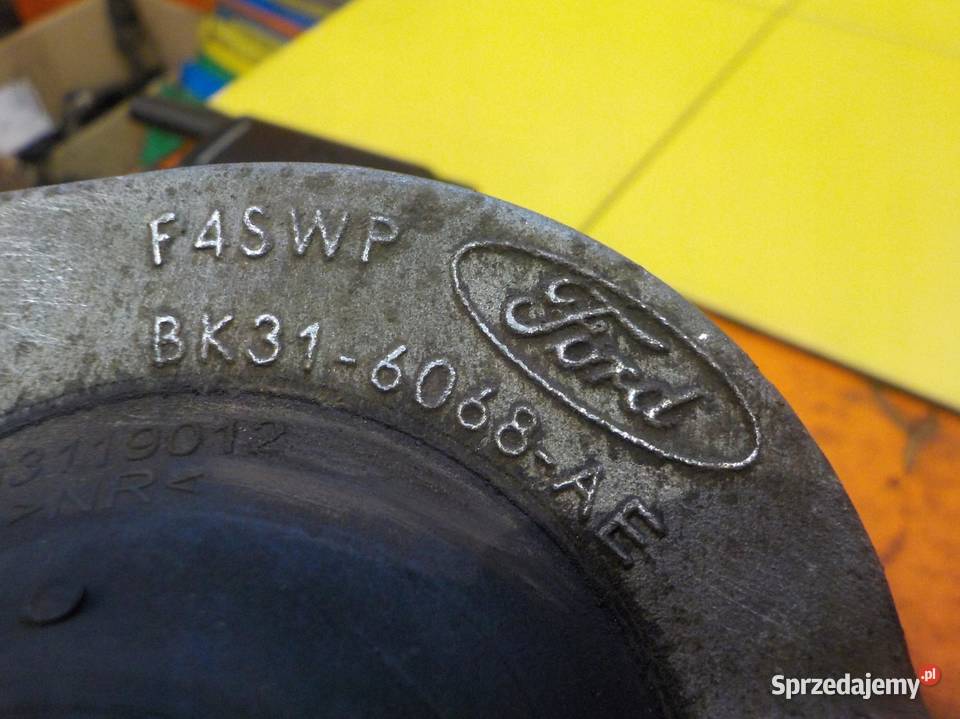 F4SWP
Ford
BK31-6068-AE
3119012
>NR<
Sprzedajemy.pl